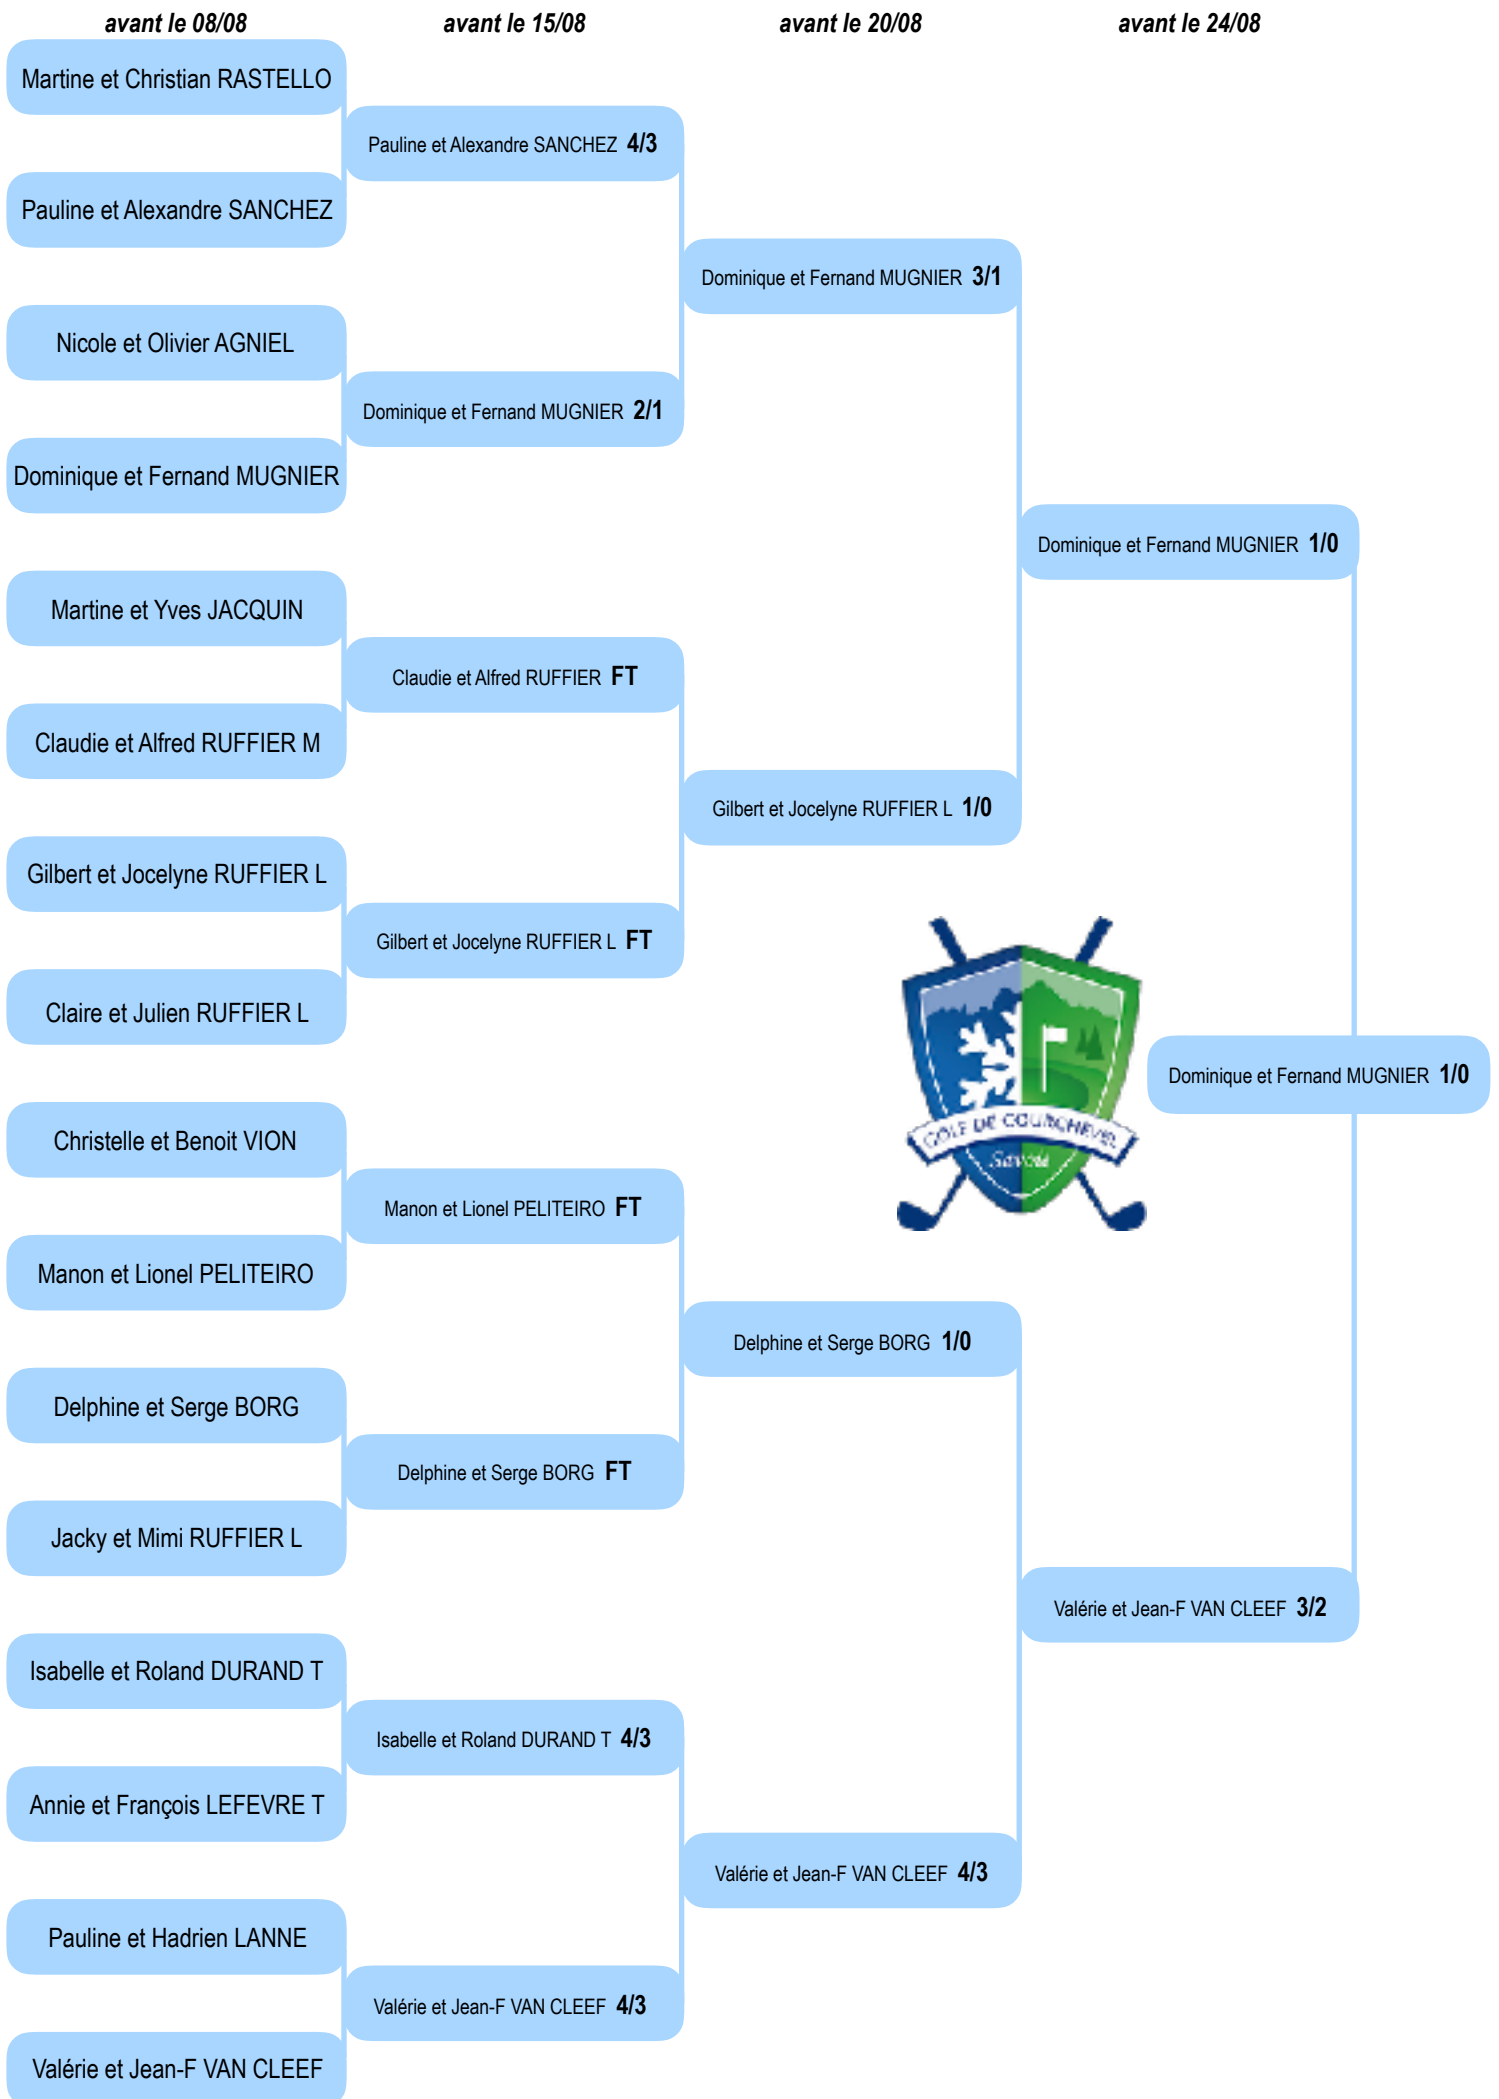 avant le 08/08 avant le 15/08 avant le 20/08 avant le 24/08
Martine et Christian RASTELLO
Pauline et Alexandre SANCHEZ 4/3
Pauline et Alexandre SANCHEZ
Dominique et Fernand MUGNIER 3/1
Nicole et Olivier AGNIEL
Dominique et Fernand MUGNIER 2/1
Dominique et Fernand MUGNIER
Dominique et Fernand MUGNIER 1/0
Martine et Yves JACQUIN
Claudie et Alfred RUFFIER FT
Claudie et Alfred RUFFIER M
Gilbert et Jocelyne RUFFIER L 1/0
Gilbert et Jocelyne RUFFIER L
Gilbert et Jocelyne RUFFIER L FT
Claire et Julien RUFFIER L
Dominique et Fernand MUGNIER 1/0
GOLF DE COURCHEVEL
Savoie
Christelle et Benoit VION
Manon et Lionel PELITEIRO FT
Manon et Lionel PELITEIRO
Delphine et Serge BORG 1/0
Delphine et Serge BORG
Delphine et Serge BORG FT
Jacky et Mimi RUFFIER L
Valérie et Jean-F VAN CLEEF 3/2
Isabelle et Roland DURAND T
Isabelle et Roland DURAND T 4/3
Annie et François LEFEVRE T
Valérie et Jean-F VAN CLEEF 4/3
Pauline et Hadrien LANNE
Valérie et Jean-F VAN CLEEF 4/3
Valérie et Jean-F VAN CLEEF